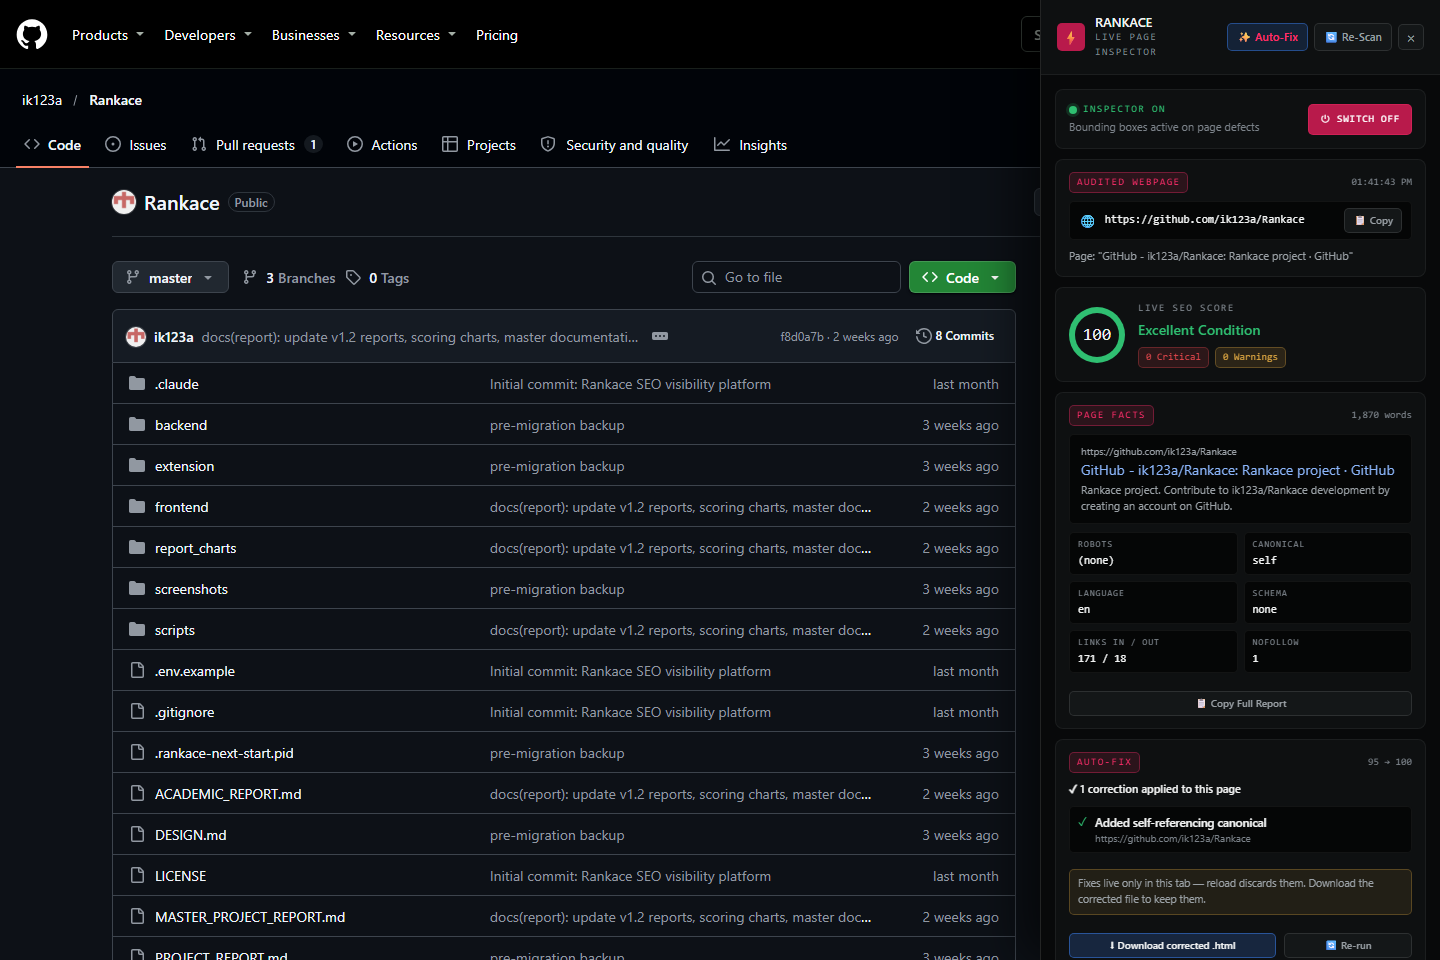 Products Developers Businesses Resources Pricing
ik123a / Rankace
Code Issues Pull requests 1 Actions Projects Security and quality Insights
Rankace Public
master 3 Branches 0 Tags Go to file Code
ik123a docs(report): update v1.2 reports, scoring charts, master documentati... f8d0a7b · 2 weeks ago 8 Commits
.claude Initial commit: Rankace SEO visibility platform last month
backend pre-migration backup 3 weeks ago
extension pre-migration backup 3 weeks ago
frontend docs(report): update v1.2 reports, scoring charts, master doc... 2 weeks ago
report_charts docs(report): update v1.2 reports, scoring charts, master doc... 2 weeks ago
screenshots pre-migration backup 3 weeks ago
scripts docs(report): update v1.2 reports, scoring charts, master doc... 2 weeks ago
.env.example Initial commit: Rankace SEO visibility platform last month
.gitignore Initial commit: Rankace SEO visibility platform last month
.rankace-next-start.pid pre-migration backup 3 weeks ago
ACADEMIC_REPORT.md docs(report): update v1.2 reports, scoring charts, master doc... 2 weeks ago
DESIGN.md pre-migration backup 3 weeks ago
LICENSE Initial commit: Rankace SEO visibility platform last month
MASTER_PROJECT_REPORT.md docs(report): update v1.2 reports, scoring charts, master doc... 2 weeks ago
PROJECT_REPORT.md pre-migration backup 3 weeks ago
RANKACE
LIVE PAGE
INSPECTOR
Auto-Fix Re-Scan ×
INSPECTOR ON
Bounding boxes active on page defects
SWITCH OFF
AUDITED WEBPAGE 01:41:43 PM
https://github.com/ik123a/Rankace Copy
Page: "GitHub - ik123a/Rankace: Rankace project · GitHub"
100
LIVE SEO SCORE
Excellent Condition
0 Critical 0 Warnings
PAGE FACTS 1,870 words
https://github.com/ik123a/Rankace
GitHub - ik123a/Rankace: Rankace project · GitHub
Rankace project. Contribute to ik123a/Rankace development by
creating an account on GitHub.
ROBOTS CANONICAL
(none) self
LANGUAGE SCHEMA
en none
LINKS IN / OUT NOFOLLOW
171 / 18 1
Copy Full Report
AUTO-FIX 95 → 100
✓ 1 correction applied to this page
✓ Added self-referencing canonical
https://github.com/ik123a/Rankace
Fixes live only in this tab — reload discards them. Download the
corrected file to keep them.
⬇ Download corrected .html Re-run